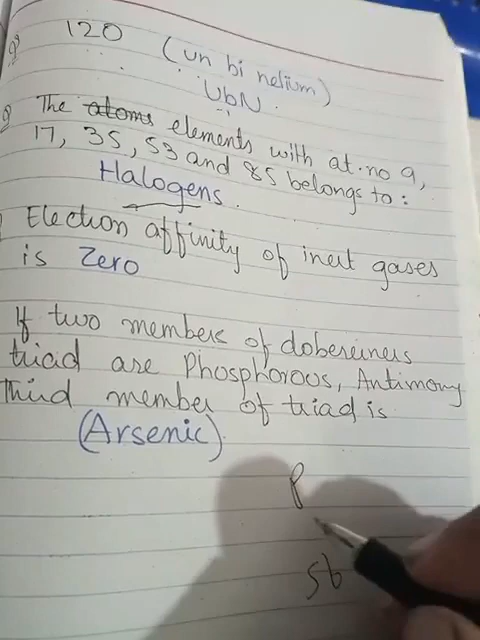 Q 120 (un bi nelium)
UbN.
Q The atoms elements with at.no 9,
17, 35, 53 and 85 belongs to:
Halogens.
Election affinity of inert gases
is Zero
If two members of dobereiners
triad are Phosphorous, Antimony
Third member of triad is
(Arsenic)
P
Sb